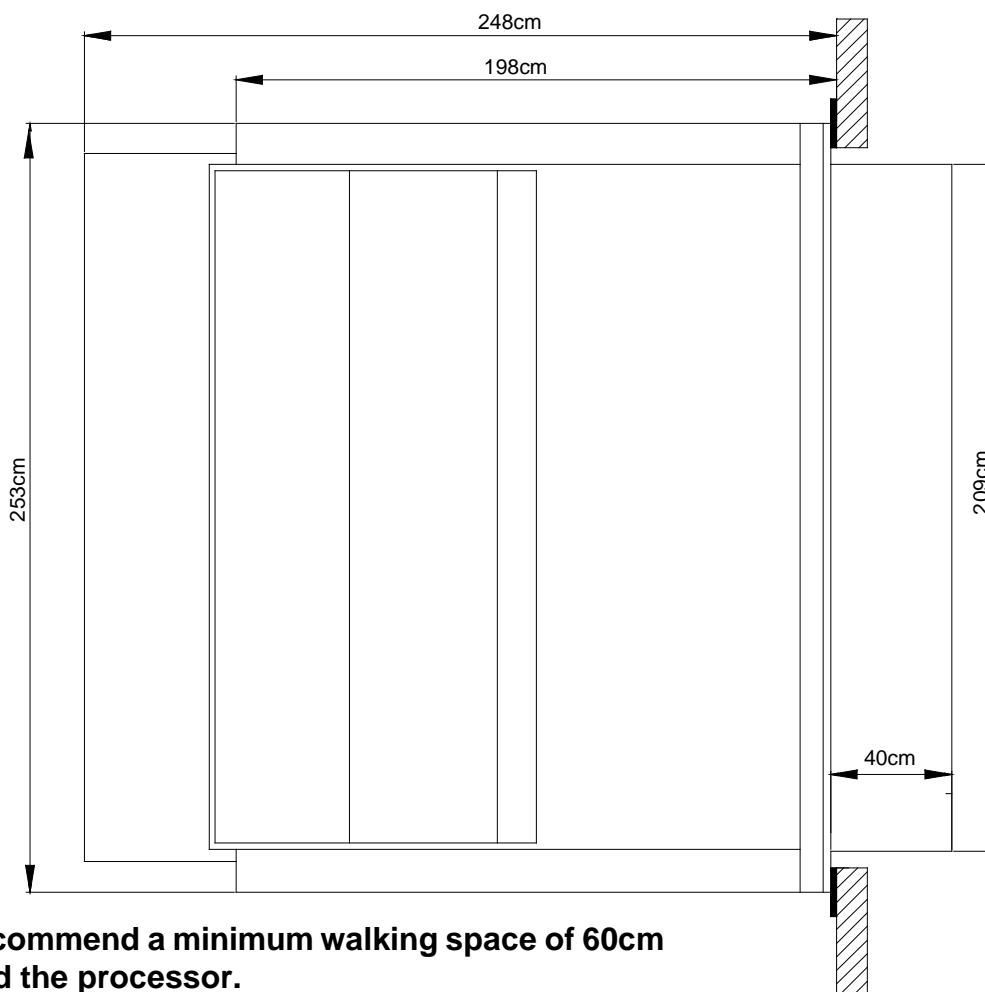 248cm
198cm
253cm
209cm
40cm
commend a minimum walking space of 60cm
the processor.